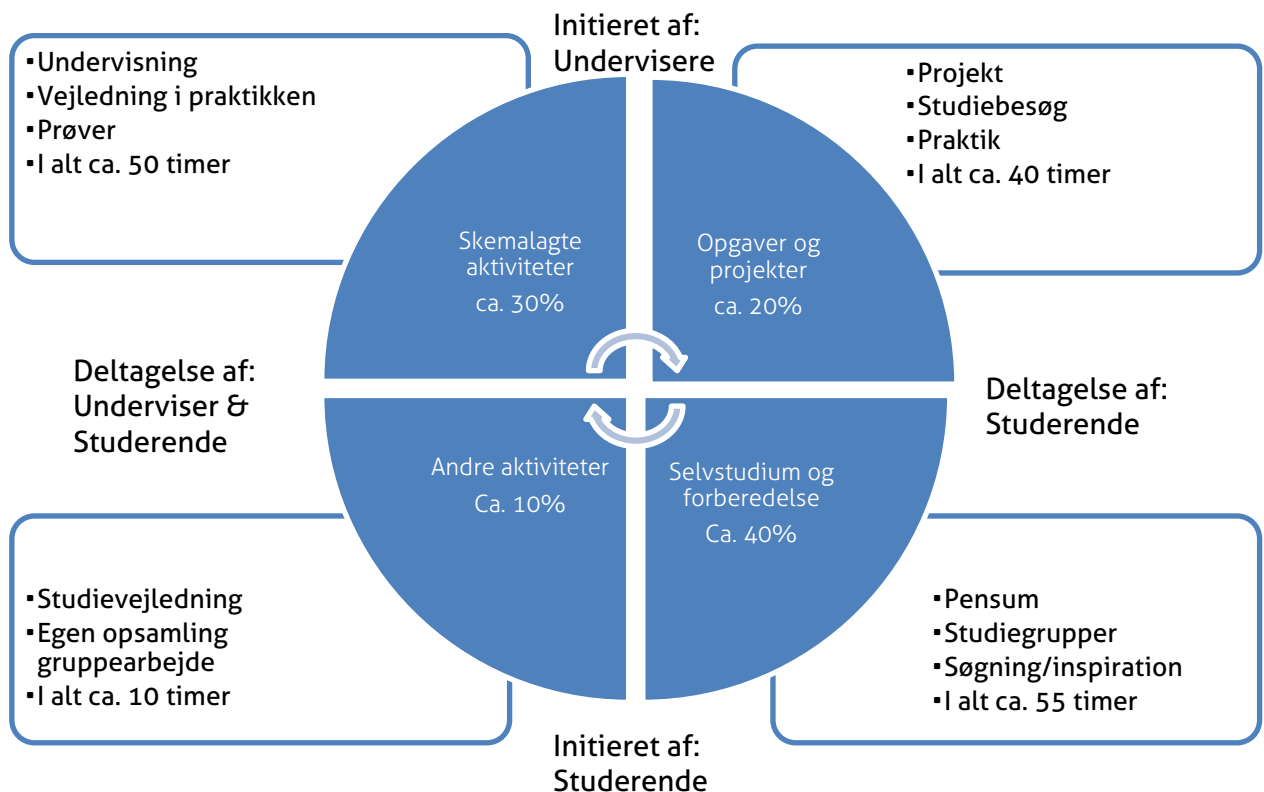 Initieret af:
Undervisere
▪Undervisning
▪Vejledning i praktikken
▪Prøver
▪I alt ca. 50 timer
▪Projekt
▪Studiebesøg
▪Praktik
▪I alt ca. 40 timer
Skemalagte
aktiviteter
ca. 30%
Opgaver og
projekter
ca. 20%
Deltagelse af:
Underviser &
Studerende
Deltagelse af:
Studerende
Andre aktiviteter
Ca. 10%
Selvstudium og
forberedelse
Ca. 40%
▪Studievejledning
▪Egen opsamling
gruppearbejde
▪I alt ca. 10 timer
▪Pensum
▪Studiegrupper
▪Søgning/inspiration
▪I alt ca. 55 timer
Initieret af:
Studerende